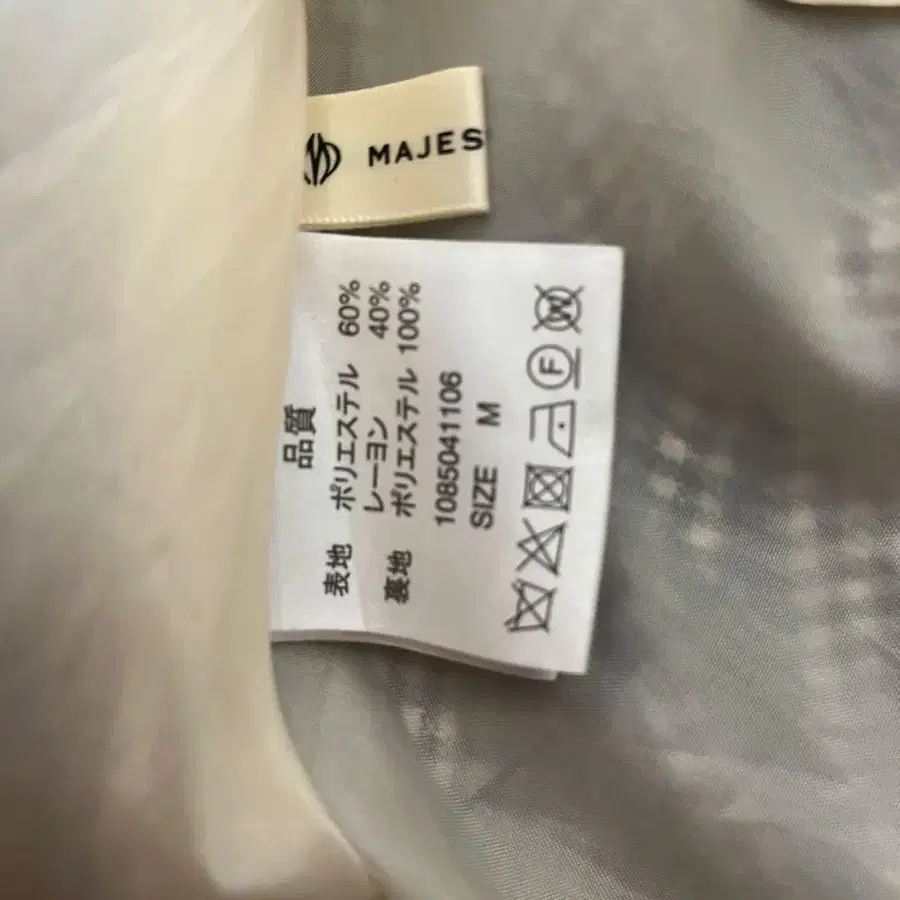 MAJES
品質
表地 ポリエステル 60%
レーヨン 40%
裏地 ポリエステル 100%
1085041106
SIZE M
W
F